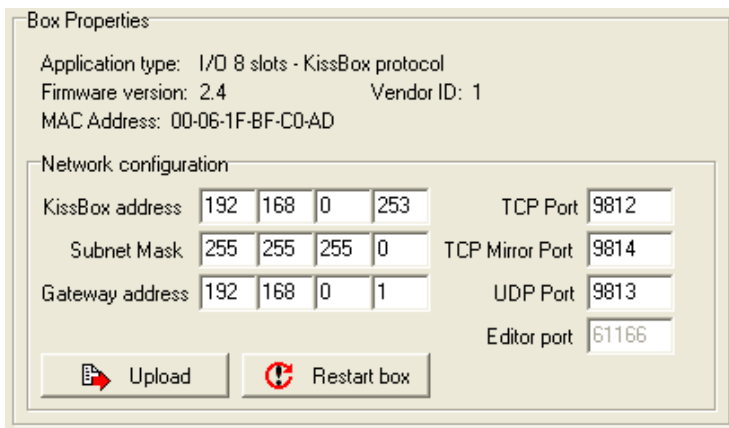 Box Properties
Application type: I/O 8 slots - KissBox protocol
Firmware version: 2.4 Vendor ID: 1
MAC Address: 00-06-1F-BF-C0-AD
Network configuration
KissBox address 192 168 0 253 TCP Port 9812
Subnet Mask 255 255 255 0 TCP Mirror Port 9814
Gateway address 192 168 0 1 UDP Port 9813
Editor port 61166
Upload Restart box